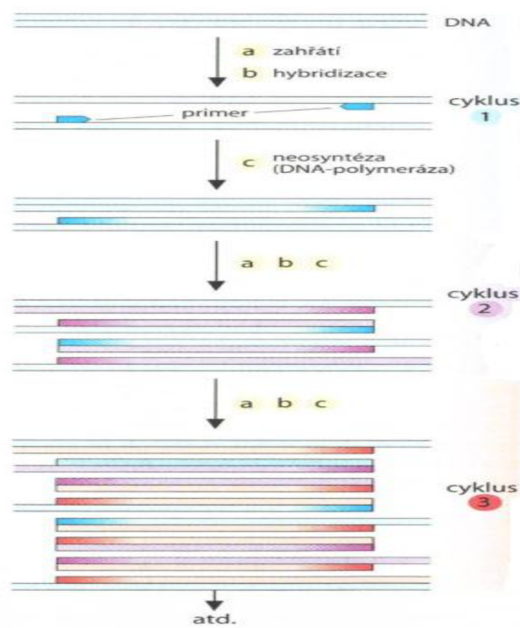 DNA
a zahřátí
b hybridizace
primer
cyklus
1
c neosyntéza
(DNA-polymeráza)
a b c
cyklus
2
a b c
cyklus
3
atd.